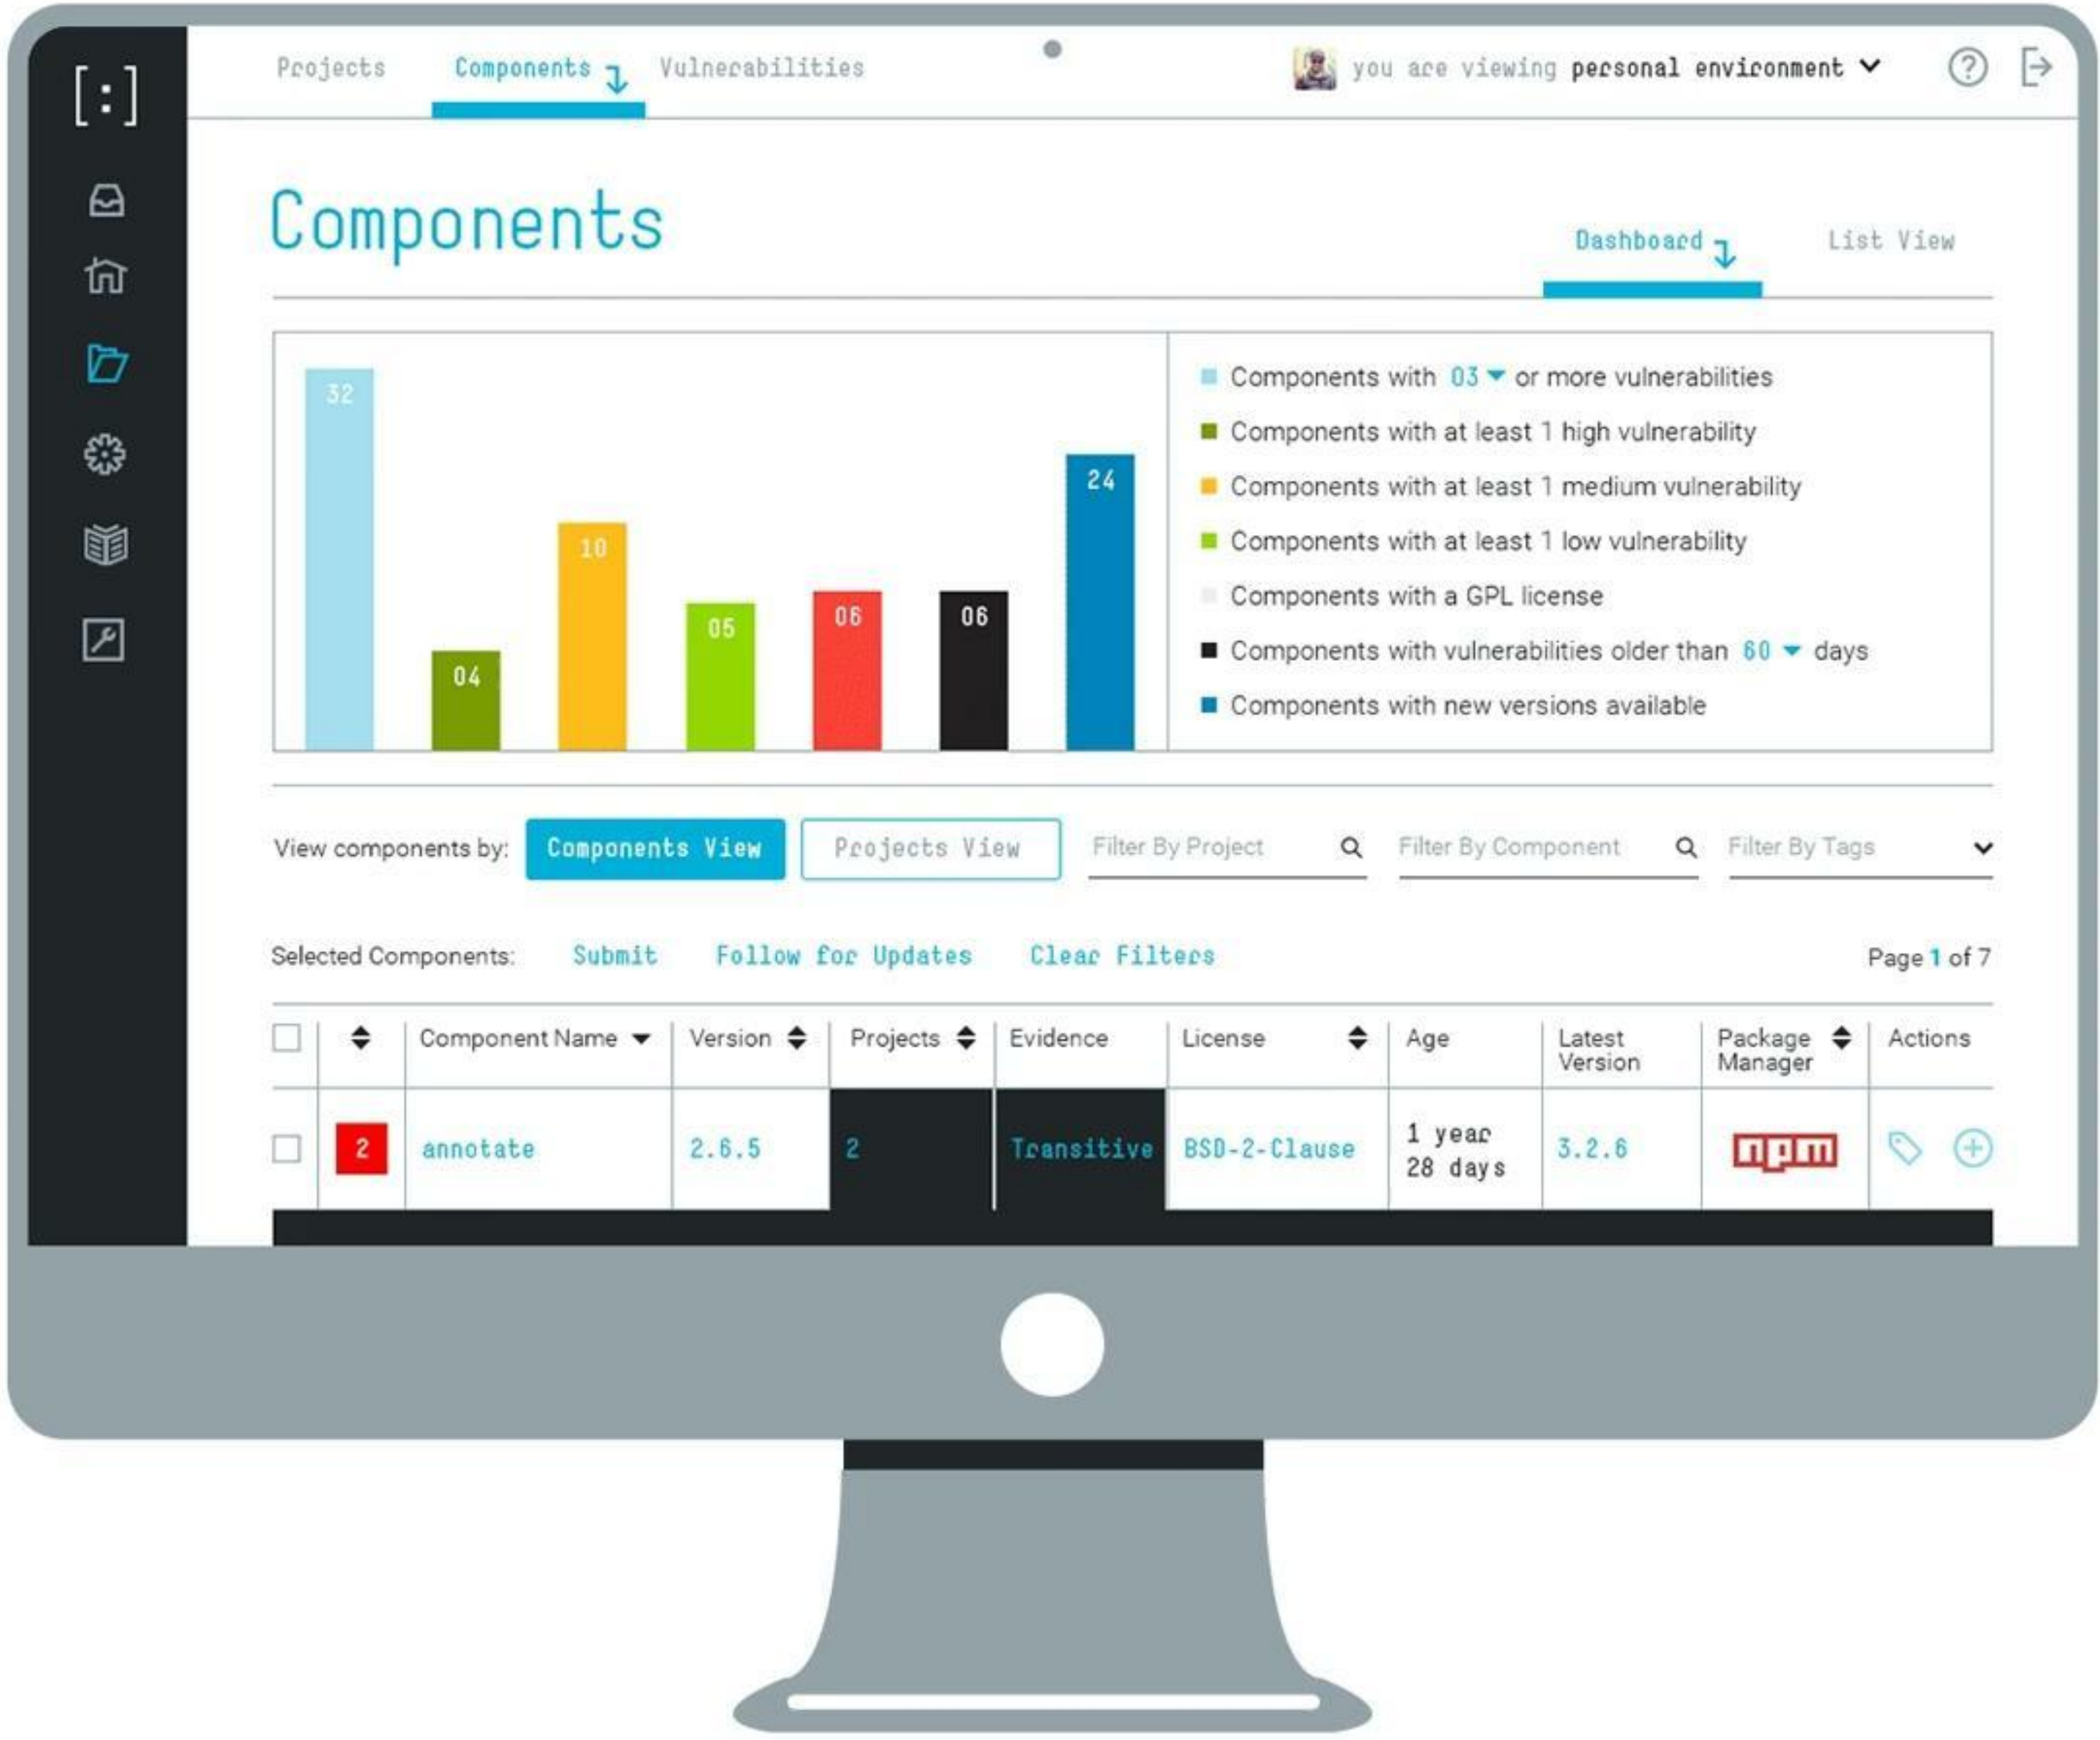 [:]
Projects Components Vulnerabilities you are viewing personal environment
Components
Dashboard List View
32
04
10
05
06
06
24
Components with 03 or more vulnerabilities
Components with at least 1 high vulnerability
Components with at least 1 medium vulnerability
Components with at least 1 low vulnerability
Components with a GPL license
Components with vulnerabilities older than 60 days
Components with new versions available
View components by: Components View Projects View Filter By Project Filter By Component Filter By Tags
Selected Components: Submit Follow for Updates Clear Filters Page 1 of 7
Component Name Version Projects Evidence License Age Latest Version Package Manager Actions
2 annotate 2.6.5 2 Transitive BSD-2-Clause 1 year 28 days 3.2.6 npm